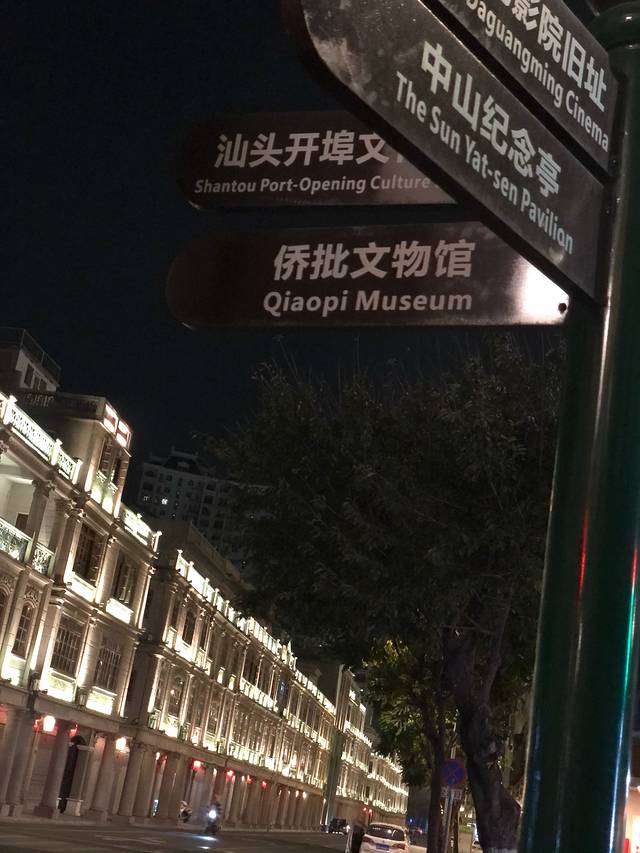 影院旧址
Daguangming Cinema
中山纪念亭
The Sun Yat-sen Pavilion
汕头开埠文
Shantou Port-Opening Culture
侨批文物馆
Qiaopi Museum